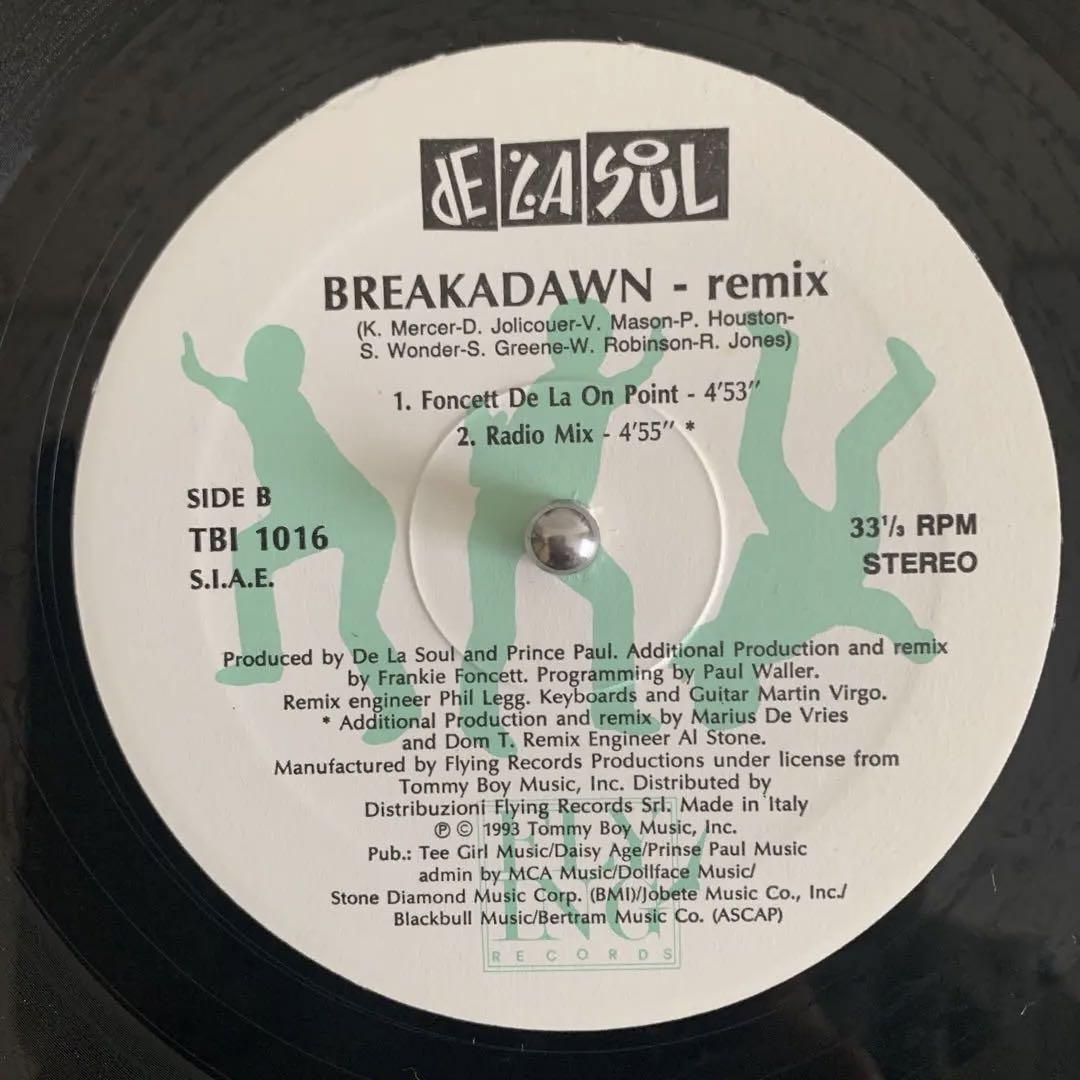 DE LA SOUL
BREAKADAWN - remix
(K. Mercer-D. Jolicouer-V. Mason-P. Houston-
S. Wonder-S. Greene-W. Robinson-R. Jones)
1. Foncett De La On Point - 4'53"
2. Radio Mix - 4'55" *
SIDE B
TBI 1016
S.I.A.E.
33 1/3 RPM
STEREO
Produced by De La Soul and Prince Paul. Additional Production and remix
by Frankie Foncett. Programming by Paul Waller.
Remix engineer Phil Legg. Keyboards and Guitar Martin Virgo.
* Additional Production and remix by Marius De Vries
and Dom T. Remix Engineer Al Stone.
Manufactured by Flying Records Productions under license from
Tommy Boy Music, Inc. Distributed by
Distribuzioni Flying Records Srl. Made in Italy
℗ © 1993 Tommy Boy Music, Inc.
Pub.: Tee Girl Music/Daisy Age/Prinse Paul Music
admin by MCA Music/Dollface Music/
Stone Diamond Music Corp. (BMI)/Jobete Music Co., Inc./
Blackbull Music/Bertram Music Co. (ASCAP)
FLY
ING
RECORDS